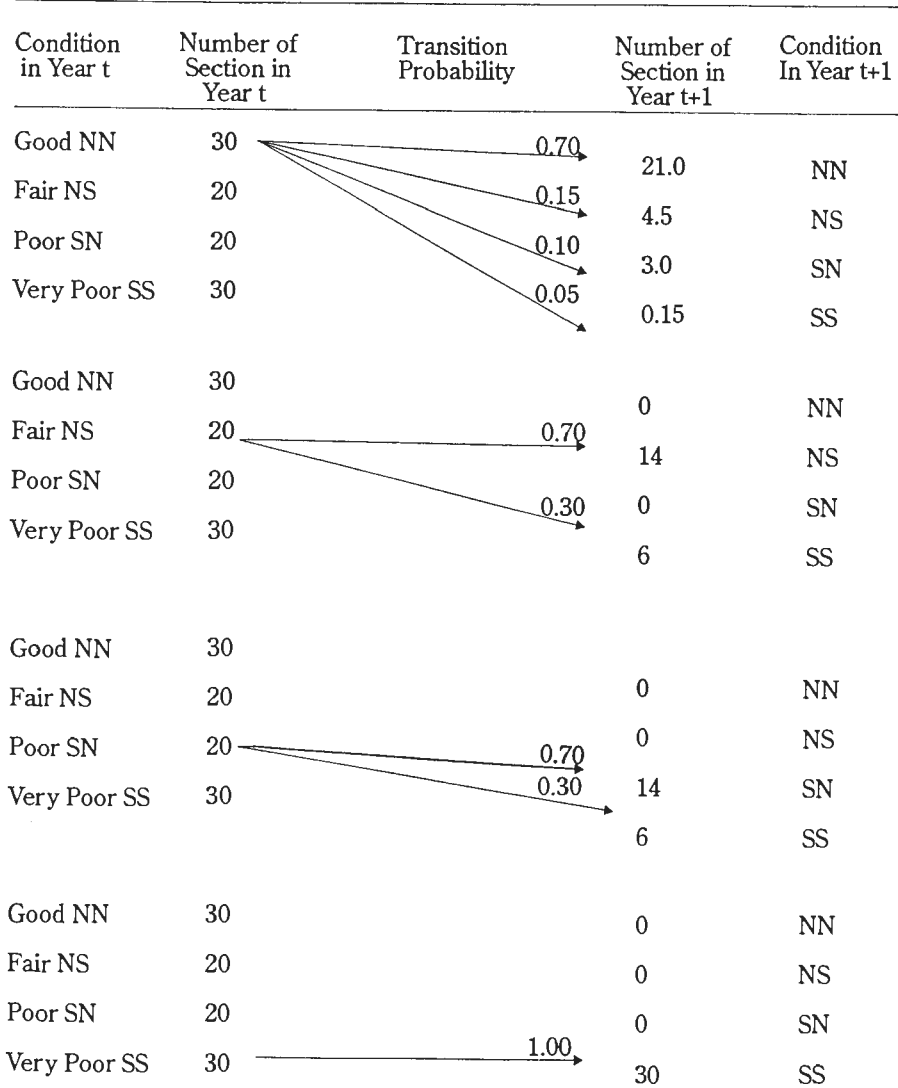 Condition in Year t Number of Section in Year t Transition Probability Number of Section in Year t+1 Condition In Year t+1
Good NN 30 0.70 21.0 NN
Fair NS 20 0.15 4.5 NS
Poor SN 20 0.10 3.0 SN
Very Poor SS 30 0.05 0.15 SS
Good NN 30 0 NN
Fair NS 20 0.70 14 NS
Poor SN 20 0.30 0 SN
Very Poor SS 30 6 SS
Good NN 30 0 NN
Fair NS 20 0 NS
Poor SN 20 0.70 14 SN
Very Poor SS 30 0.30 6 SS
Good NN 30 0 NN
Fair NS 20 0 NS
Poor SN 20 0 SN
Very Poor SS 30 1.00 30 SS